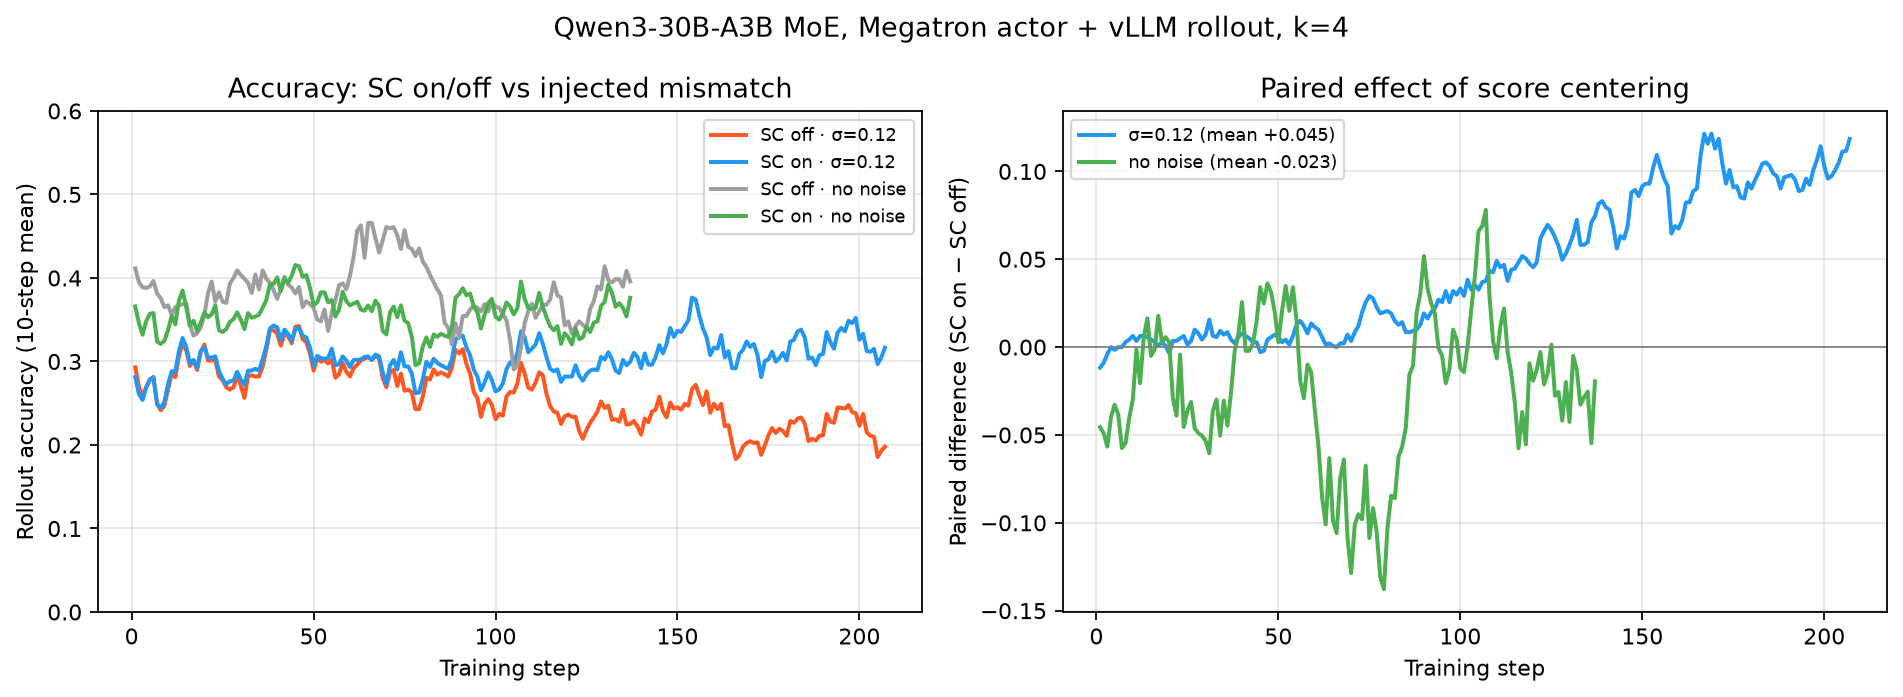 Qwen3-30B-A3B MoE, Megatron actor + vLLM rollout, k=4
Accuracy: SC on/off vs injected mismatch
Rollout accuracy (10-step mean)
0.6
0.5
0.4
0.3
0.2
0.1
0.0
SC off · σ=0.12
SC on · σ=0.12
SC off · no noise
SC on · no noise
0
50
100
150
200
Training step
Paired effect of score centering
Paired difference (SC on − SC off)
0.10
0.05
0.00
−0.05
−0.10
−0.15
σ=0.12 (mean +0.045)
no noise (mean -0.023)
0
50
100
150
200
Training step